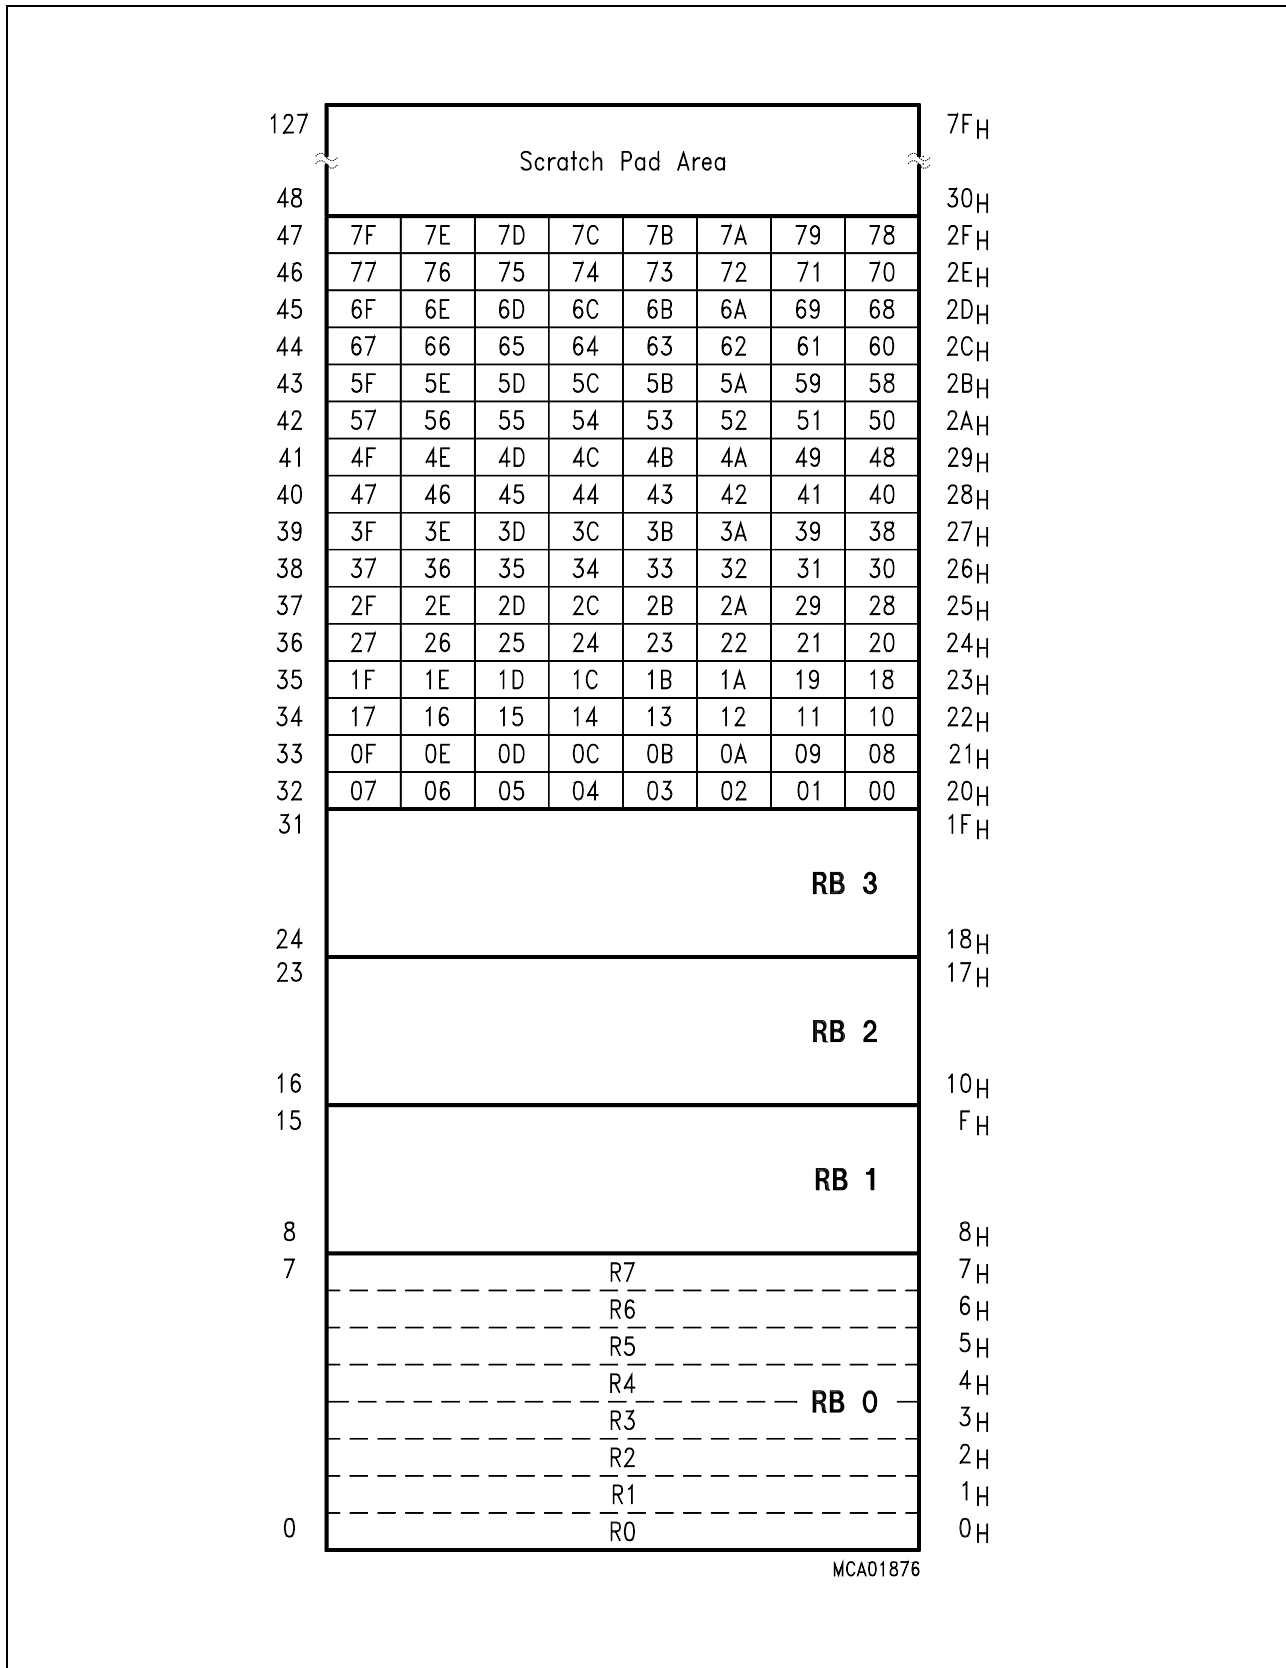 127 7FH
Scratch Pad Area
48 30H
47 7F 7E 7D 7C 7B 7A 79 78 2FH
46 77 76 75 74 73 72 71 70 2EH
45 6F 6E 6D 6C 6B 6A 69 68 2DH
44 67 66 65 64 63 62 61 60 2CH
43 5F 5E 5D 5C 5B 5A 59 58 2BH
42 57 56 55 54 53 52 51 50 2AH
41 4F 4E 4D 4C 4B 4A 49 48 29H
40 47 46 45 44 43 42 41 40 28H
39 3F 3E 3D 3C 3B 3A 39 38 27H
38 37 36 35 34 33 32 31 30 26H
37 2F 2E 2D 2C 2B 2A 29 28 25H
36 27 26 25 24 23 22 21 20 24H
35 1F 1E 1D 1C 1B 1A 19 18 23H
34 17 16 15 14 13 12 11 10 22H
33 0F 0E 0D 0C 0B 0A 09 08 21H
32 07 06 05 04 03 02 01 00 20H
31 1FH
RB 3
24 18H
23 17H
RB 2
16 10H
15 FH
RB 1
8 8H
7 R7 7H
R6 6H
R5 5H
R4 4H
RB 0
R3 3H
R2 2H
R1 1H
0 R0 0H
MCA01876